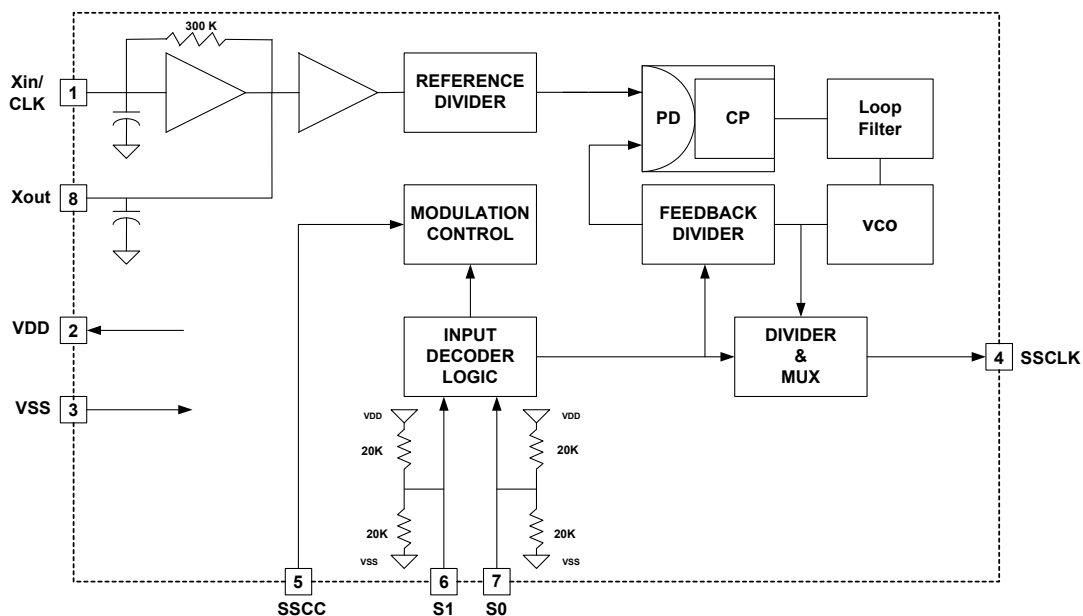 300 K
Xin/
CLK
1
REFERENCE
DIVIDER
PD
CP
Loop
Filter
Xout
8
MODULATION
CONTROL
FEEDBACK
DIVIDER
vco
VDD
2
INPUT
DECODER
LOGIC
DIVIDER
&
MUX
4
SSCLK
VSS
3
VDD
VDD
20K
20K
20K
20K
VSS
VSS
5
6
7
SSCC
S1
S0